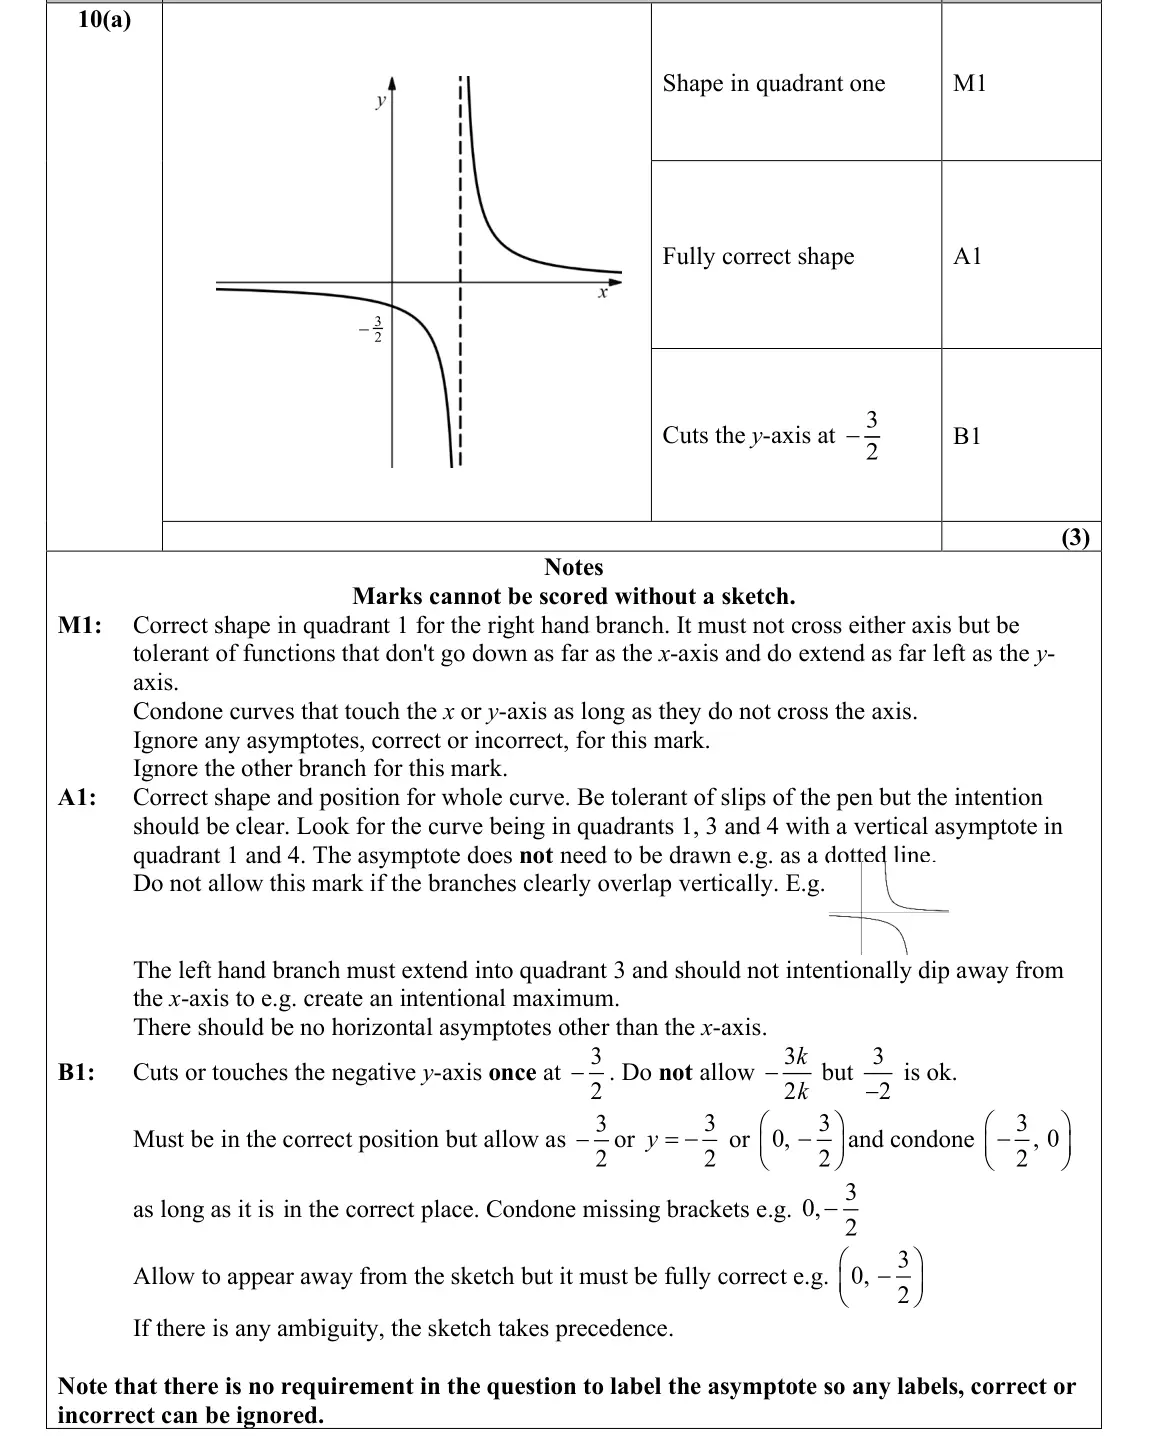 10(a)
y
x
−3/2
Shape in quadrant one
M1
Fully correct shape
A1
Cuts the y-axis at −3/2
B1
(3)
Notes
Marks cannot be scored without a sketch.
M1: Correct shape in quadrant 1 for the right hand branch. It must not cross either axis but be
tolerant of functions that don't go down as far as the x-axis and do extend as far left as the y-
axis.
Condone curves that touch the x or y-axis as long as they do not cross the axis.
Ignore any asymptotes, correct or incorrect, for this mark.
Ignore the other branch for this mark.
A1: Correct shape and position for whole curve. Be tolerant of slips of the pen but the intention
should be clear. Look for the curve being in quadrants 1, 3 and 4 with a vertical asymptote in
quadrant 1 and 4. The asymptote does not need to be drawn e.g. as a dotted line.
Do not allow this mark if the branches clearly overlap vertically. E.g.
The left hand branch must extend into quadrant 3 and should not intentionally dip away from
the x-axis to e.g. create an intentional maximum.
There should be no horizontal asymptotes other than the x-axis.
B1: Cuts or touches the negative y-axis once at −3/2. Do not allow −3k/2k but 3/−2 is ok.
Must be in the correct position but allow as −3/2 or y = −3/2 or (0, −3/2) and condone (−3/2, 0)
as long as it is in the correct place. Condone missing brackets e.g. 0,−3/2
Allow to appear away from the sketch but it must be fully correct e.g. (0, −3/2)
If there is any ambiguity, the sketch takes precedence.
Note that there is no requirement in the question to label the asymptote so any labels, correct or
incorrect can be ignored.